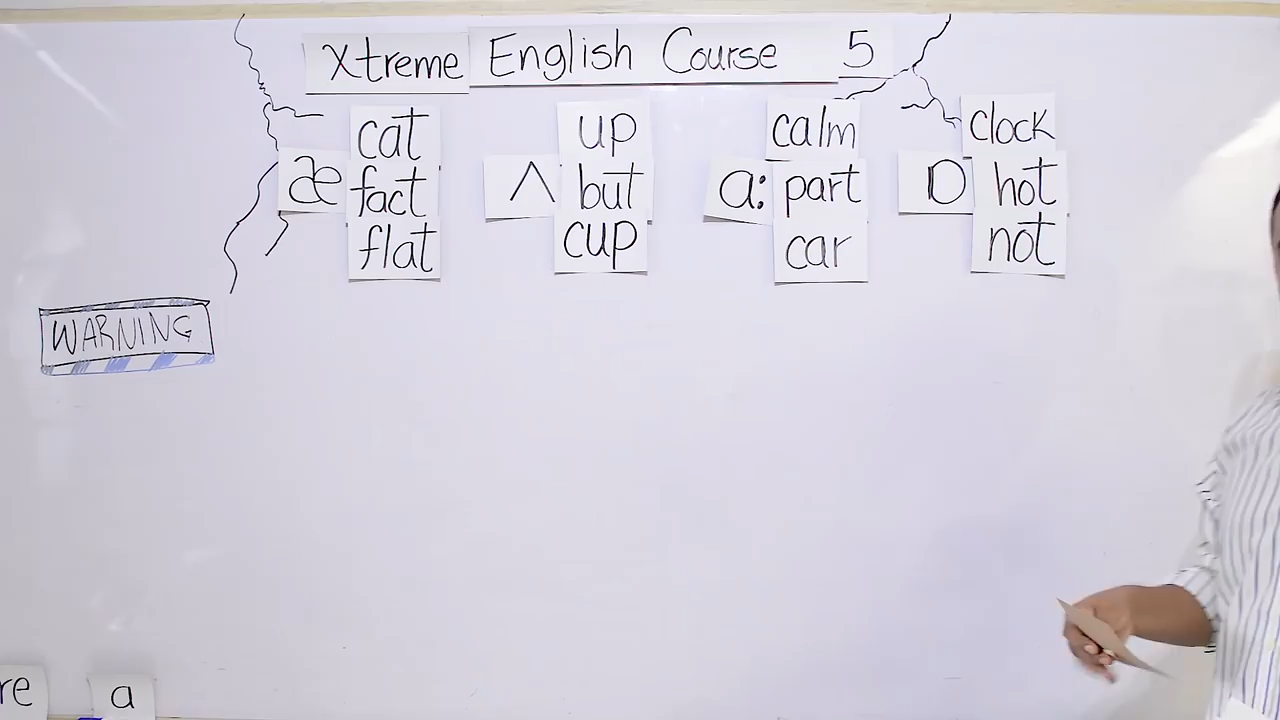 Xtreme English Course 5
cat
fact
flat
æ
up
but
cup
ʌ
calm
part
car
a:
clock
hot
not
ɒ
WARNING
re
a